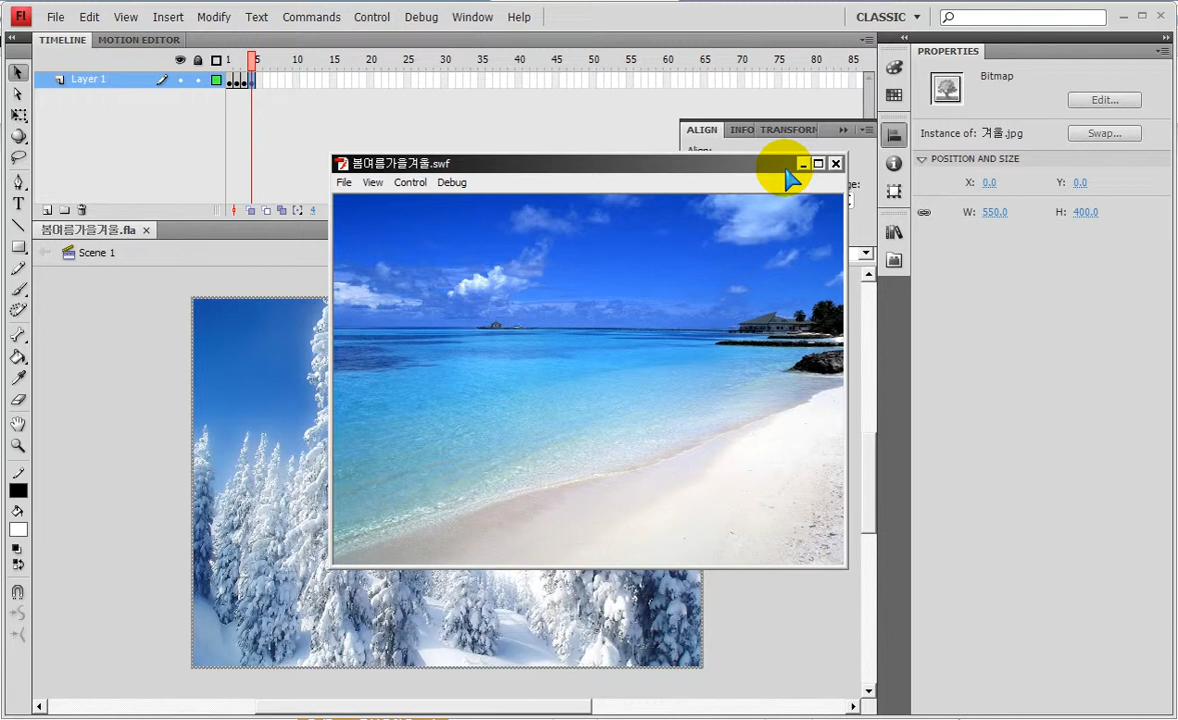 Fl File Edit View Insert Modify Text Commands Control Debug Window Help CLASSIC
TIMELINE MOTION EDITOR
PROPERTIES
1 5 10 15 20 25 30 35 40 45 50 55 60 65 70 75 80 85
Layer 1
Bitmap
Edit...
ALIGN INFO TRANSFORM
Instance of: 겨울.jpg Swap...
Align:
봄여름가을겨울.swf
POSITION AND SIZE
File View Control Debug
X: 0.0 Y: 0.0
ge:
4
W: 550.0 H: 400.0
봄여름가을겨울.fla
Scene 1
T